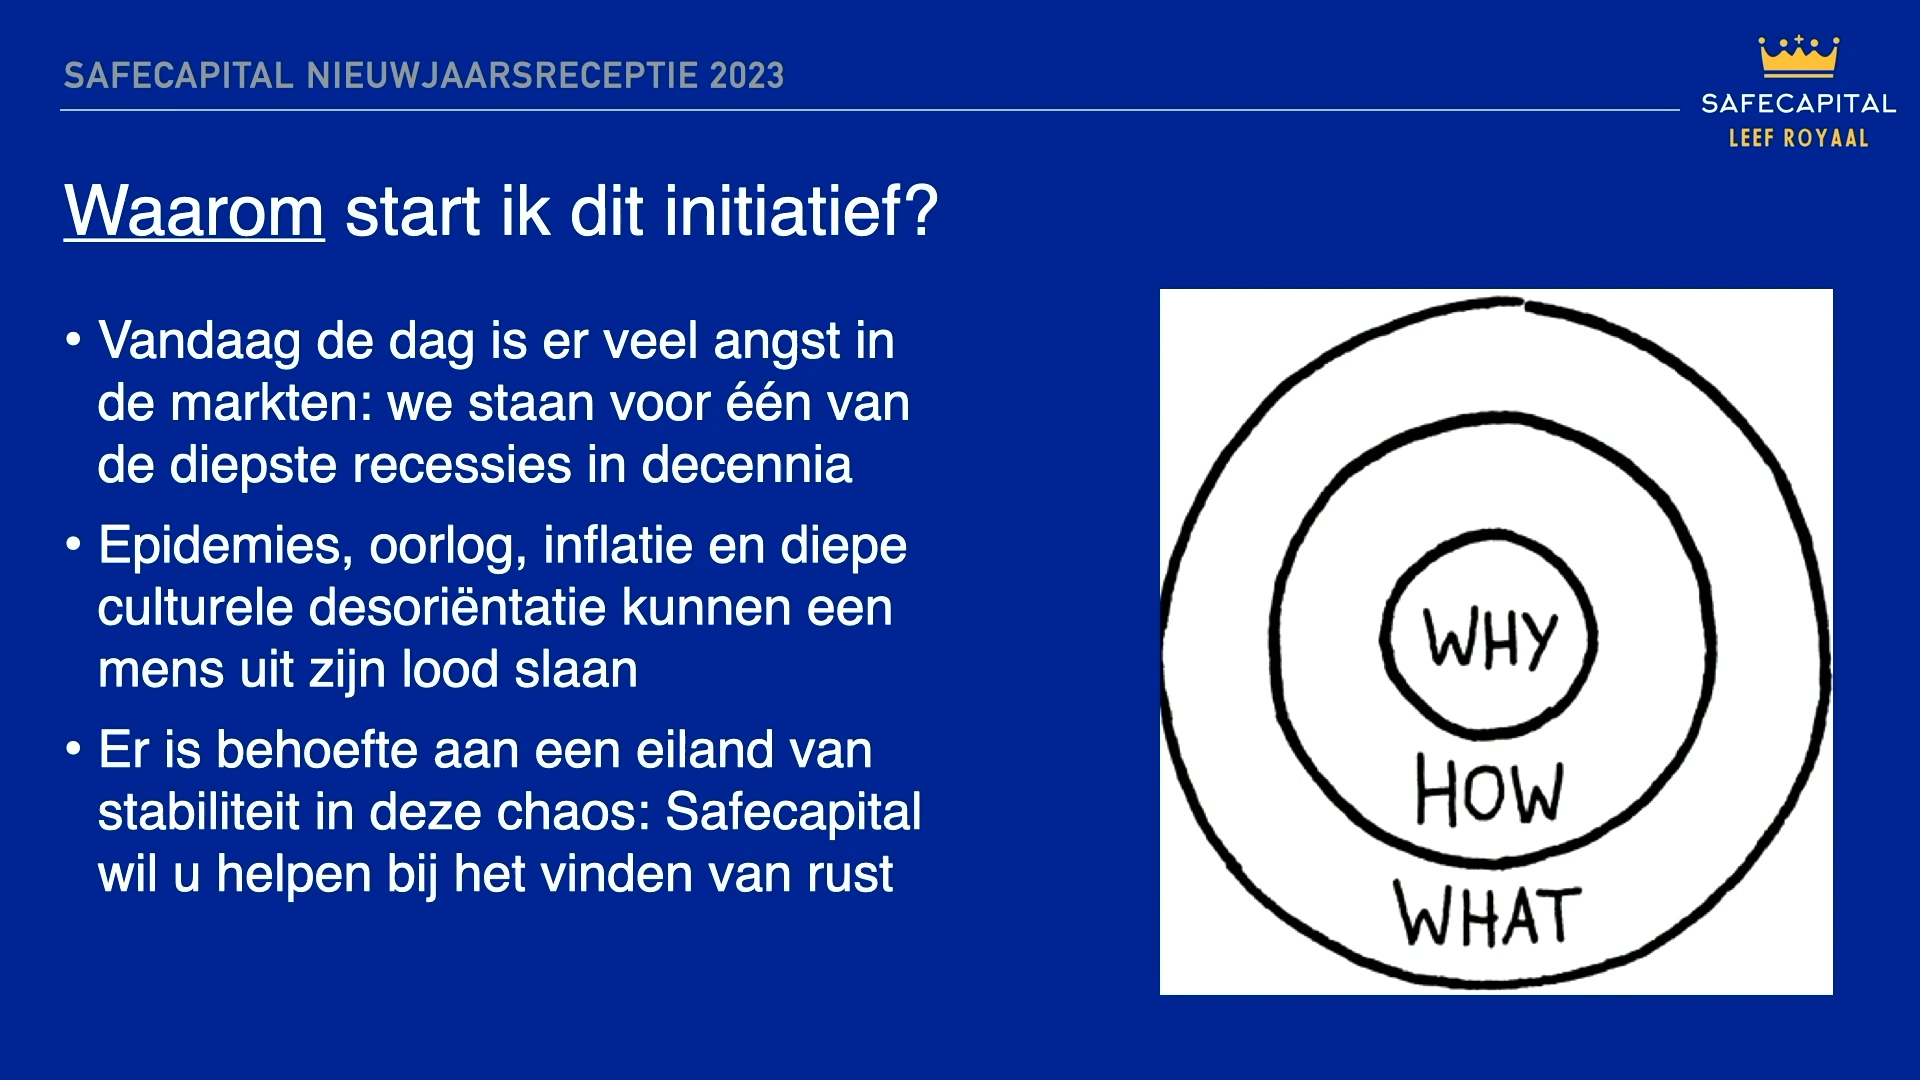 SAFECAPITAL NIEUWJAARSRECEPTIE 2023
SAFECAPITAL
LEEF ROYAAL
Waarom start ik dit initiatief?
• Vandaag de dag is er veel angst in
de markten: we staan voor één van
de diepste recessies in decennia
• Epidemies, oorlog, inflatie en diepe
culturele desoriëntatie kunnen een
mens uit zijn lood slaan
• Er is behoefte aan een eiland van
stabiliteit in deze chaos: Safecapital
wil u helpen bij het vinden van rust
WHY
HOW
WHAT